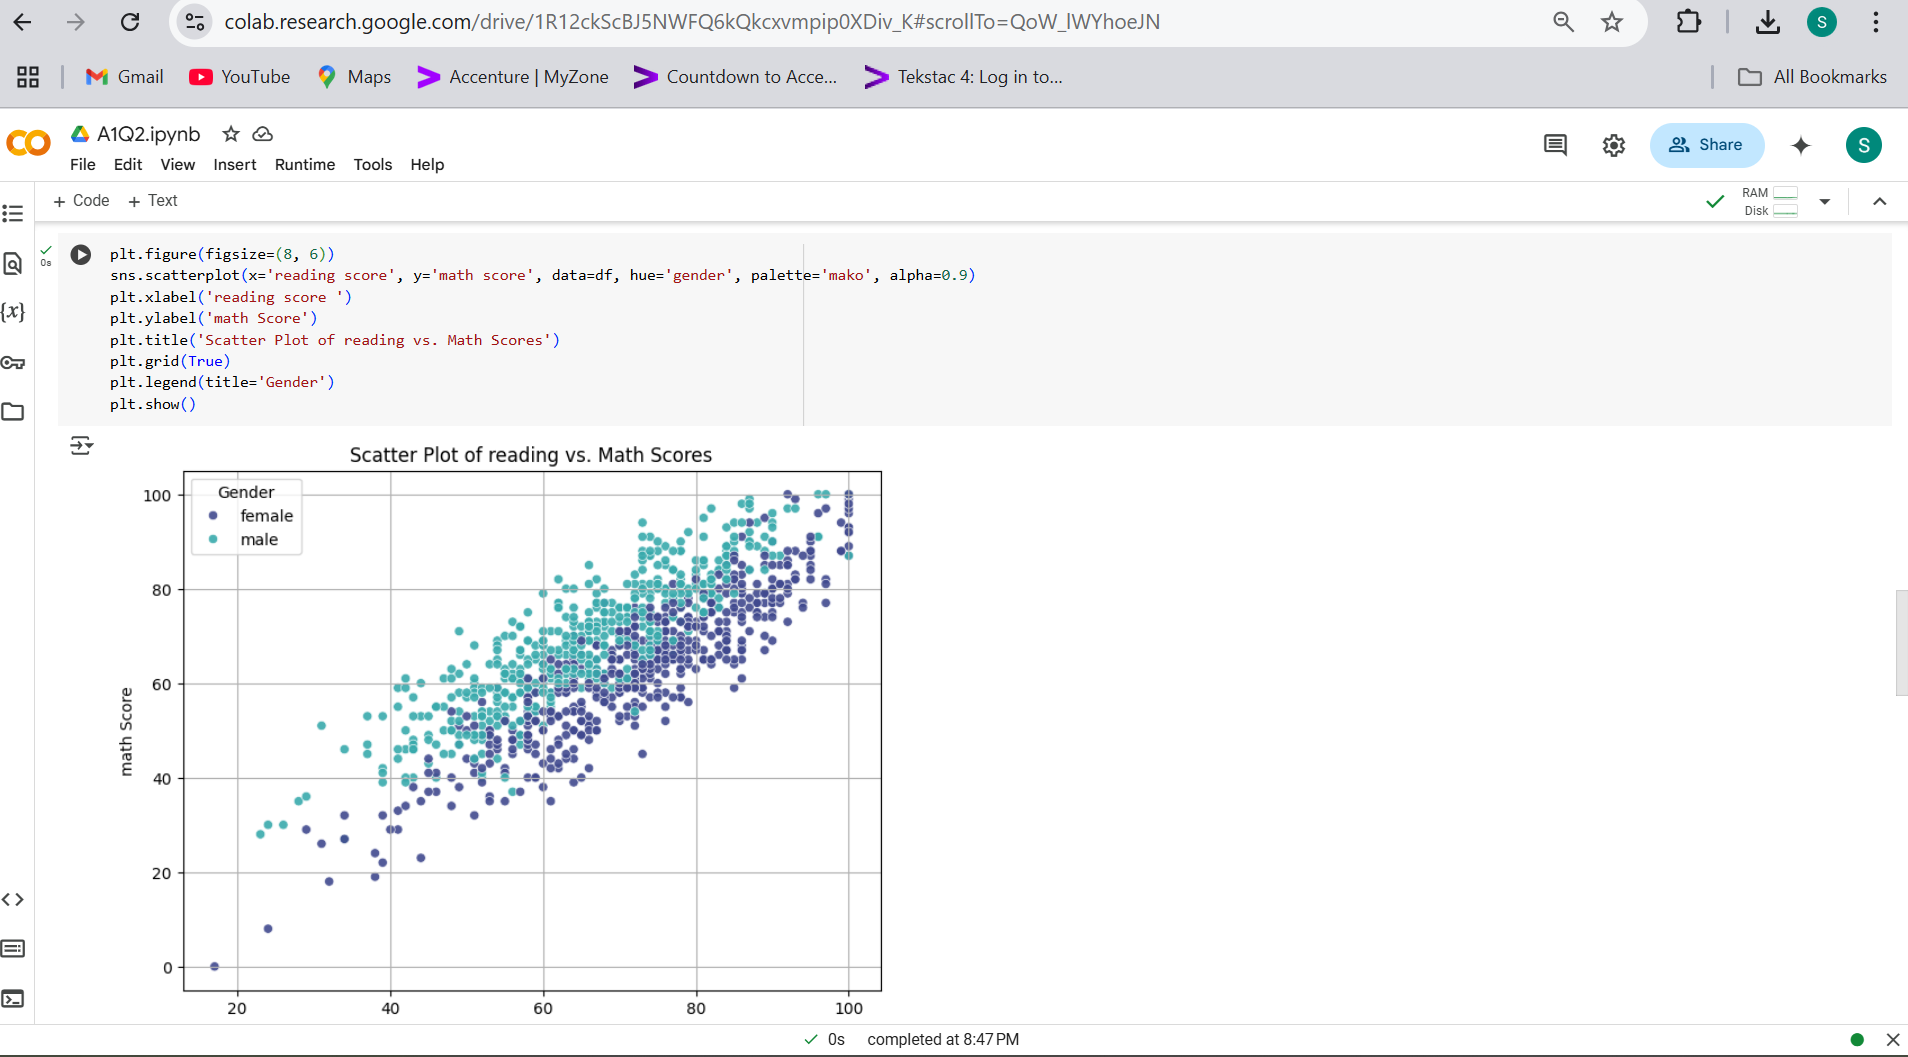 colab.research.google.com/drive/1R12ckScBJ5NWFQ6kQkcxvmpip0XDiv_K#scrollTo=QoW_lWYhoeJN
S
Gmail YouTube Maps Accenture | MyZone Countdown to Acce... Tekstac 4: Log in to... All Bookmarks
A1Q2.ipynb
File Edit View Insert Runtime Tools Help
Share
S
+ Code + Text
RAM
Disk
{x}
0s
plt.figure(figsize=(8, 6))
sns.scatterplot(x='reading score', y='math score', data=df, hue='gender', palette='mako', alpha=0.9)
plt.xlabel('reading score ')
plt.ylabel('math Score')
plt.title('Scatter Plot of reading vs. Math Scores')
plt.grid(True)
plt.legend(title='Gender')
plt.show()
Scatter Plot of reading vs. Math Scores
Gender
female
male
math Score
100
80
60
40
20
0
20 40 60 80 100
0s completed at 8:47 PM